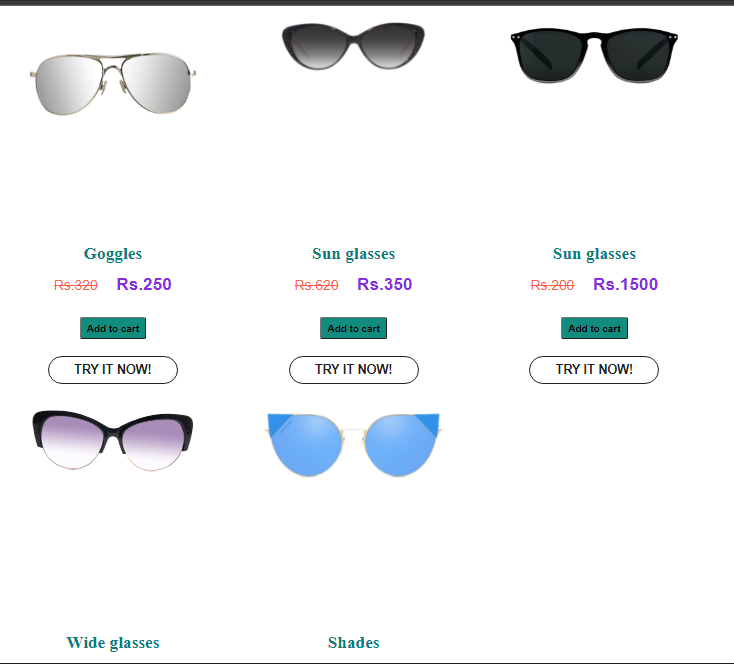 Goggles
Rs.320 Rs.250
Add to cart
TRY IT NOW!
Sun glasses
Rs.620 Rs.350
Add to cart
TRY IT NOW!
Sun glasses
Rs.200 Rs.1500
Add to cart
TRY IT NOW!
Wide glasses
Shades